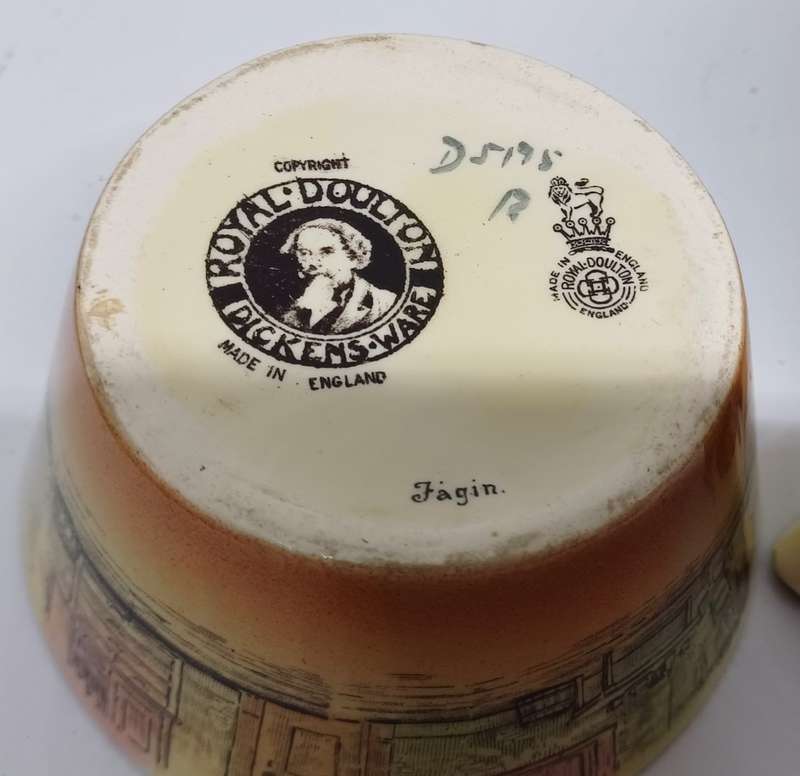 COPYRIGHT
ROYAL·DOULTON
DICKENS·WARE
MADE IN ENGLAND
D5175
MADE IN ENGLAND
ROYAL·DOULTON
ENGLAND
Fagin.